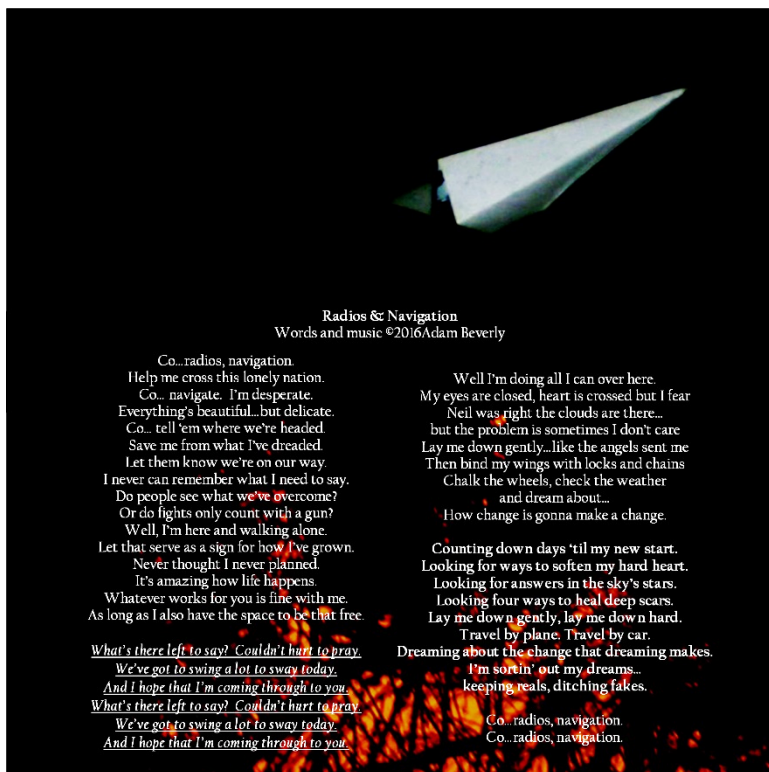 Radios & Navigation
Words and music ©2016Adam Beverly
Co...radios, navigation.
Help me cross this lonely nation.
Co... navigate.  I'm desperate.
Everything's beautiful...but delicate.
Co... tell 'em where we're headed.
Save me from what I've dreaded.
Let them know we're on our way.
I never can remember what I need to say.
Do people see what we've overcome?
Or do fights only count with a gun?
Well, I'm here and walking alone.
Let that serve as a sign for how I've grown.
Never thought I never planned.
It's amazing how life happens.
Whatever works for you is fine with me.
As long as I also have the space to be that free.
What's there left to say?  Couldn't hurt to pray.
We've got to swing a lot to sway today.
And I hope that I'm coming through to you.
What's there left to say?  Couldn't hurt to pray.
We've got to swing a lot to sway today.
And I hope that I'm coming through to you.
Well I'm doing all I can over here.
My eyes are closed, heart is crossed but I fear
Neil was right the clouds are there...
but the problem is sometimes I don't care
Lay me down gently...like the angels sent me
Then bind my wings with locks and chains
Chalk the wheels, check the weather
and dream about...
How change is gonna make a change.
Counting down days 'til my new start.
Looking for ways to soften my hard heart.
Looking for answers in the sky's stars.
Looking four ways to heal deep scars.
Lay me down gently, lay me down hard.
Travel by plane. Travel by car.
Dreaming about the change that dreaming makes.
I'm sortin' out my dreams...
keeping reals, ditching fakes.
Co...radios, navigation.
Co...radios, navigation.